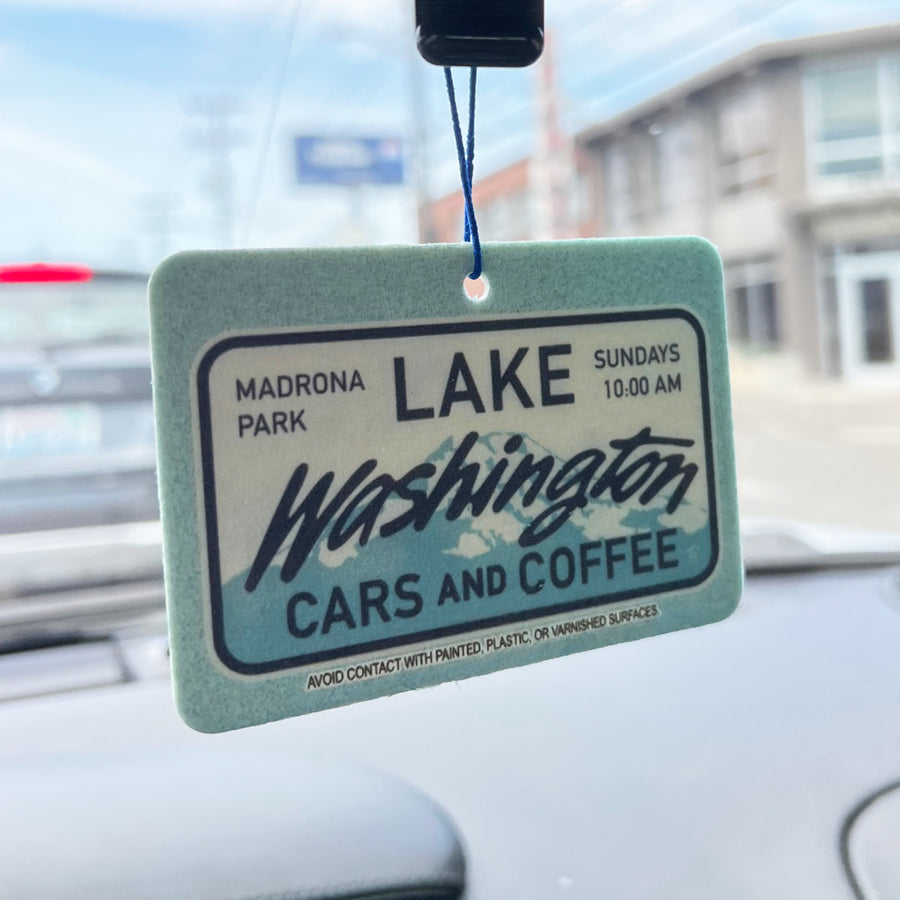 MADRONA
PARK
LAKE
SUNDAYS
10:00 AM
Washington
CARS AND COFFEE
AVOID CONTACT WITH PAINTED, PLASTIC, OR VARNISHED SURFACES.